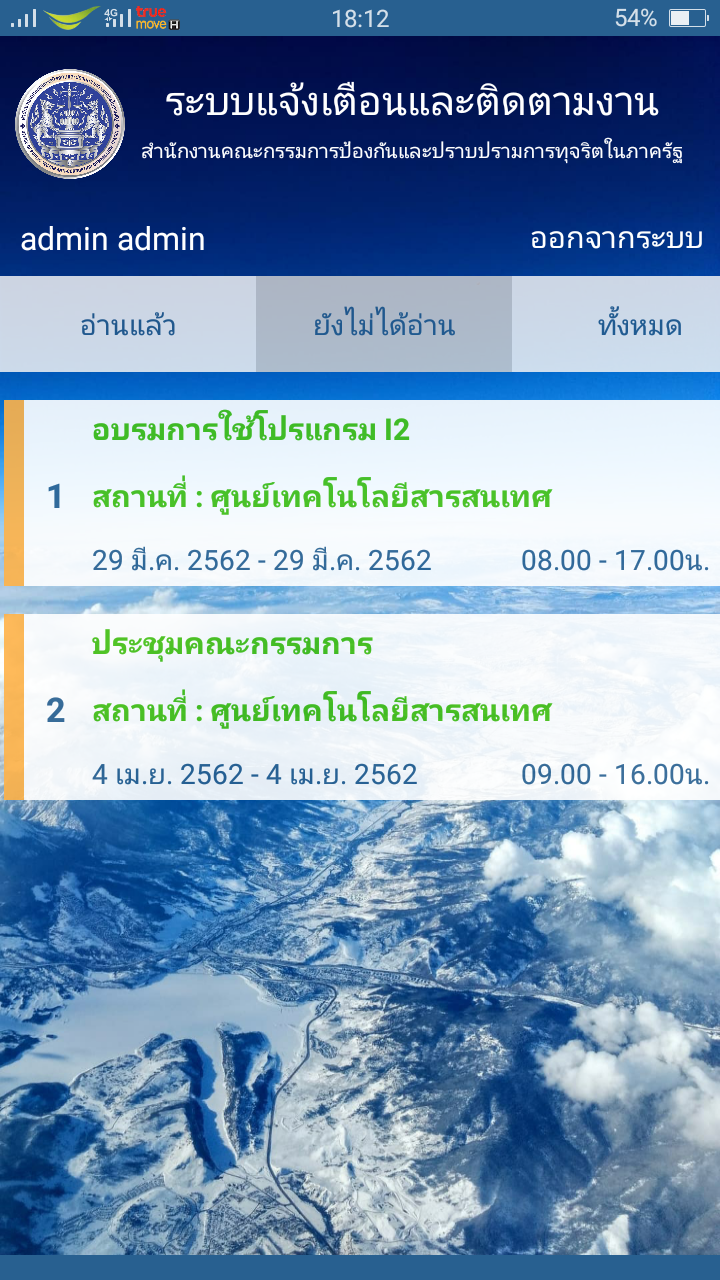 4G true
move H
18:12
54%
ระบบแจ้งเตือนและติดตามงาน
สำนักงานคณะกรรมการป้องกันและปราบปรามการทุจริตในภาครัฐ
admin admin
ออกจากระบบ
อ่านแล้ว
ยังไม่ได้อ่าน
ทั้งหมด
อบรมการใช้โปรแกรม I2
1
สถานที่ : ศูนย์เทคโนโลยีสารสนเทศ
29 มี.ค. 2562 - 29 มี.ค. 2562
08.00 - 17.00น.
ประชุมคณะกรรมการ
2
สถานที่ : ศูนย์เทคโนโลยีสารสนเทศ
4 เม.ย. 2562 - 4 เม.ย. 2562
09.00 - 16.00น.